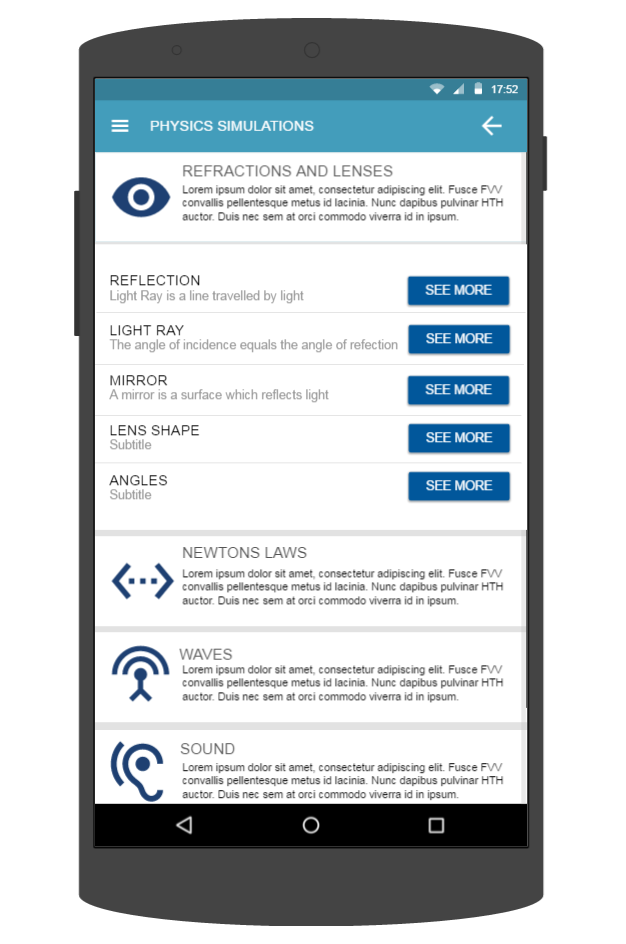 17:52
PHYSICS SIMULATIONS
REFRACTIONS AND LENSES
Lorem ipsum dolor sit amet, consectetur adipiscing elit. Fusce FVV
convallis pellentesque metus id lacinia. Nunc dapibus pulvinar HTH
auctor. Duis nec sem at orci commodo viverra id in ipsum.
REFLECTION
Light Ray is a line travelled by light
SEE MORE
LIGHT RAY
The angle of incidence equals the angle of refection
SEE MORE
MIRROR
A mirror is a surface which reflects light
SEE MORE
LENS SHAPE
Subtitle
SEE MORE
ANGLES
Subtitle
SEE MORE
NEWTONS LAWS
Lorem ipsum dolor sit amet, consectetur adipiscing elit. Fusce FVV
convallis pellentesque metus id lacinia. Nunc dapibus pulvinar HTH
auctor. Duis nec sem at orci commodo viverra id in ipsum.
WAVES
Lorem ipsum dolor sit amet, consectetur adipiscing elit. Fusce FVV
convallis pellentesque metus id lacinia. Nunc dapibus pulvinar HTH
auctor. Duis nec sem at orci commodo viverra id in ipsum.
SOUND
Lorem ipsum dolor sit amet, consectetur adipiscing elit. Fusce FVV
convallis pellentesque metus id lacinia. Nunc dapibus pulvinar HTH
auctor. Duis nec sem at orci commodo viverra id in ipsum.